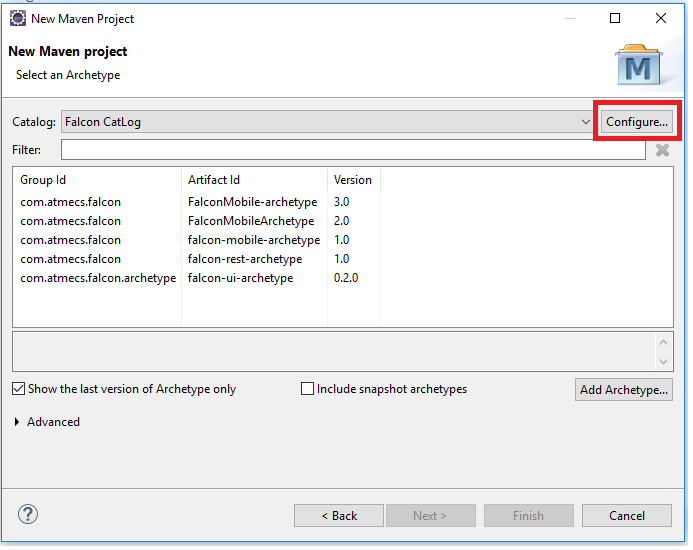 New Maven Project
New Maven project
Select an Archetype
M
Catalog: Falcon CatLog Configure...
Filter:
Group Id Artifact Id Version
com.atmecs.falcon FalconMobile-archetype 3.0
com.atmecs.falcon FalconMobileArchetype 2.0
com.atmecs.falcon falcon-mobile-archetype 1.0
com.atmecs.falcon falcon-rest-archetype 1.0
com.atmecs.falcon.archetype falcon-ui-archetype 0.2.0
Show the last version of Archetype only Include snapshot archetypes Add Archetype...
Advanced
? < Back Next > Finish Cancel